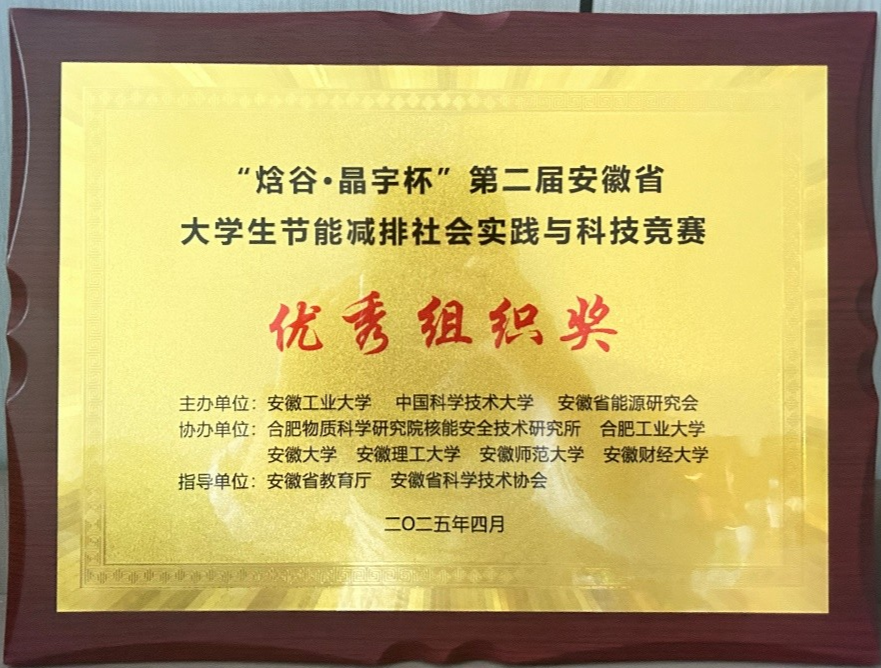 “焓谷·晶宇杯”第二届安徽省
大学生节能减排社会实践与科技竞赛
优秀组织奖
主办单位：安徽工业大学 中国科学技术大学 安徽省能源研究会
协办单位：合肥物质科学研究院核能安全技术研究所 合肥工业大学
安徽大学 安徽理工大学 安徽师范大学 安徽财经大学
指导单位：安徽省教育厅 安徽省科学技术协会
二〇二五年四月